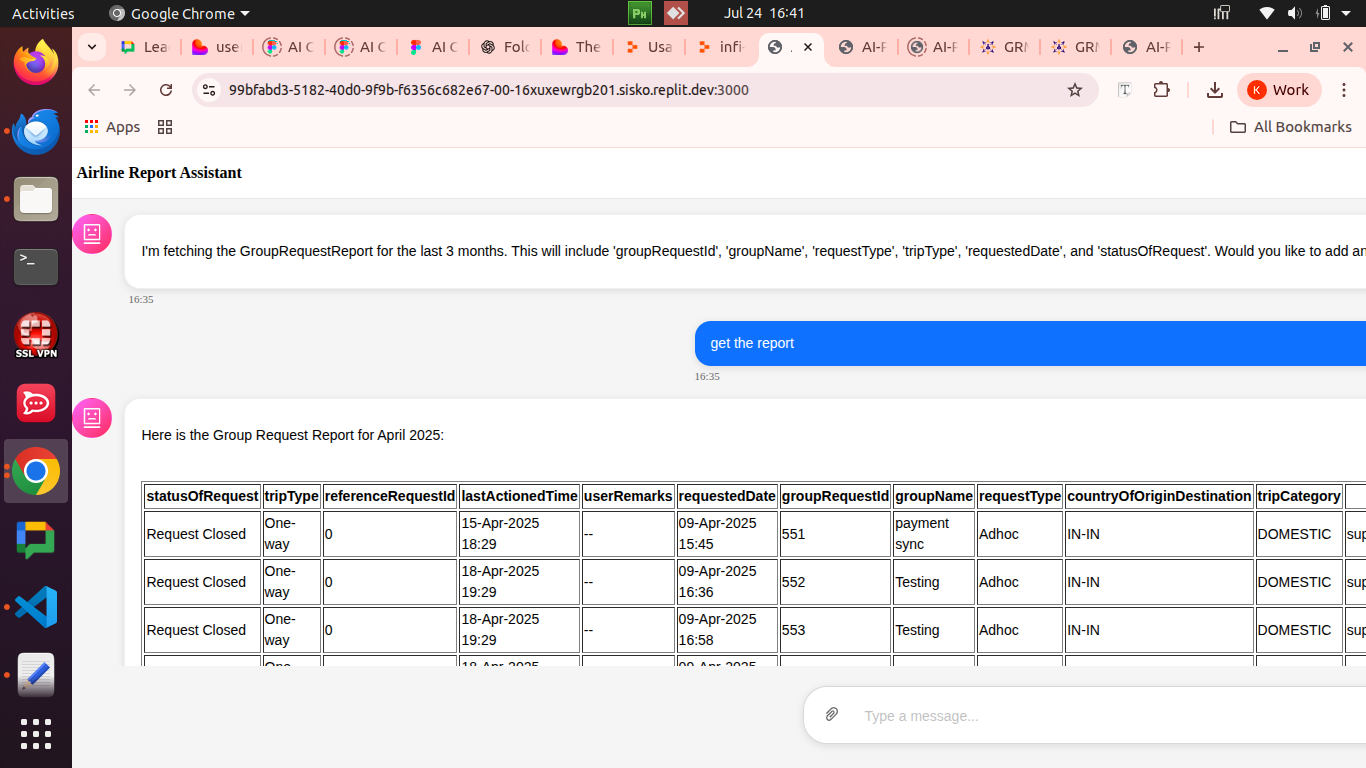 Activities
Google Chrome
Jul 24 16:41
Lea
use
AI C
AI C
AI C
Folc
The
Usa
infi
AI-F
AI-F
GRM
GRM
AI-F
99bfabd3-5182-40d0-9f9b-f6356c682e67-00-16xuxewrgb201.sisko.replit.dev:3000
K Work
Apps
All Bookmarks
Airline Report Assistant
I'm fetching the GroupRequestReport for the last 3 months. This will include 'groupRequestId', 'groupName', 'requestType', 'tripType', 'requestedDate', and 'statusOfRequest'. Would you like to add an
16:35
get the report
16:35
Here is the Group Request Report for April 2025:
statusOfRequest tripType referenceRequestId lastActionedTime userRemarks requestedDate groupRequestId groupName requestType countryOfOriginDestination tripCategory
Request Closed One-way 0 15-Apr-2025 18:29 -- 09-Apr-2025 15:45 551 payment sync Adhoc IN-IN DOMESTIC sup
Request Closed One-way 0 18-Apr-2025 19:29 -- 09-Apr-2025 16:36 552 Testing Adhoc IN-IN DOMESTIC sup
Request Closed One-way 0 18-Apr-2025 19:29 -- 09-Apr-2025 16:58 553 Testing Adhoc IN-IN DOMESTIC sup
One- 18-Apr-2025 09-Apr-2025
Type a message...
SSL VPN